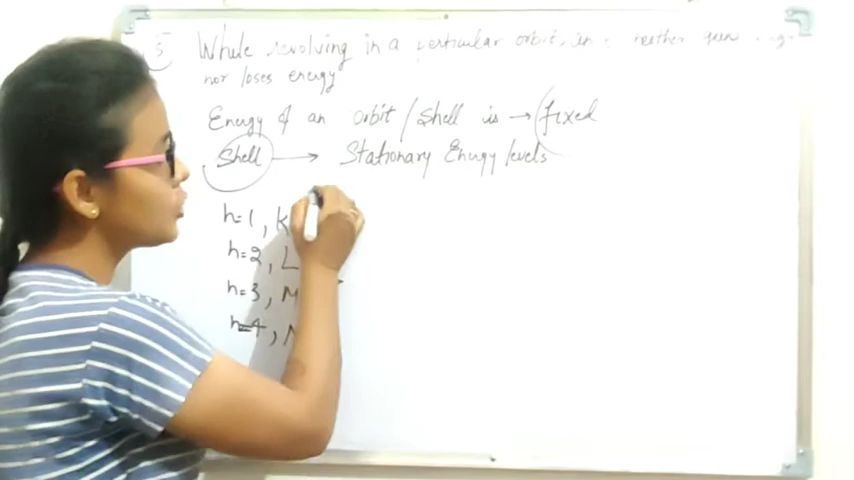 5 While revolving in a particular orbit, neither
nor loses energy
Energy of an orbit / Shell is → fixed
Shell → Stationary Energy levels
n=1, K
n=2, L
n=3, M
n=4, N